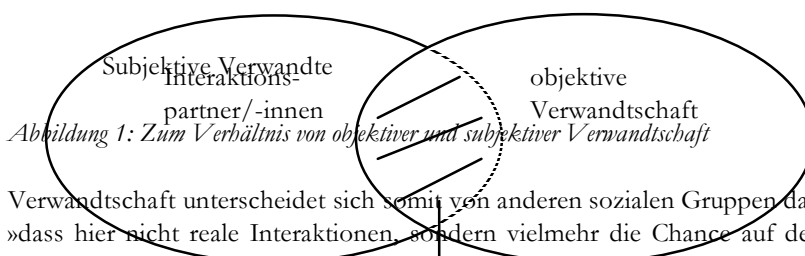 Subjektive Verwandte
Interaktions-
partner/-innen
objektive
Verwandtschaft
Abbildung 1: Zum Verhältnis von objektiver und subjektiver Verwandtschaft
Verwandtschaft unterscheidet sich somit von anderen sozialen Gruppen da
»dass hier nicht reale Interaktionen, sondern vielmehr die Chance auf de